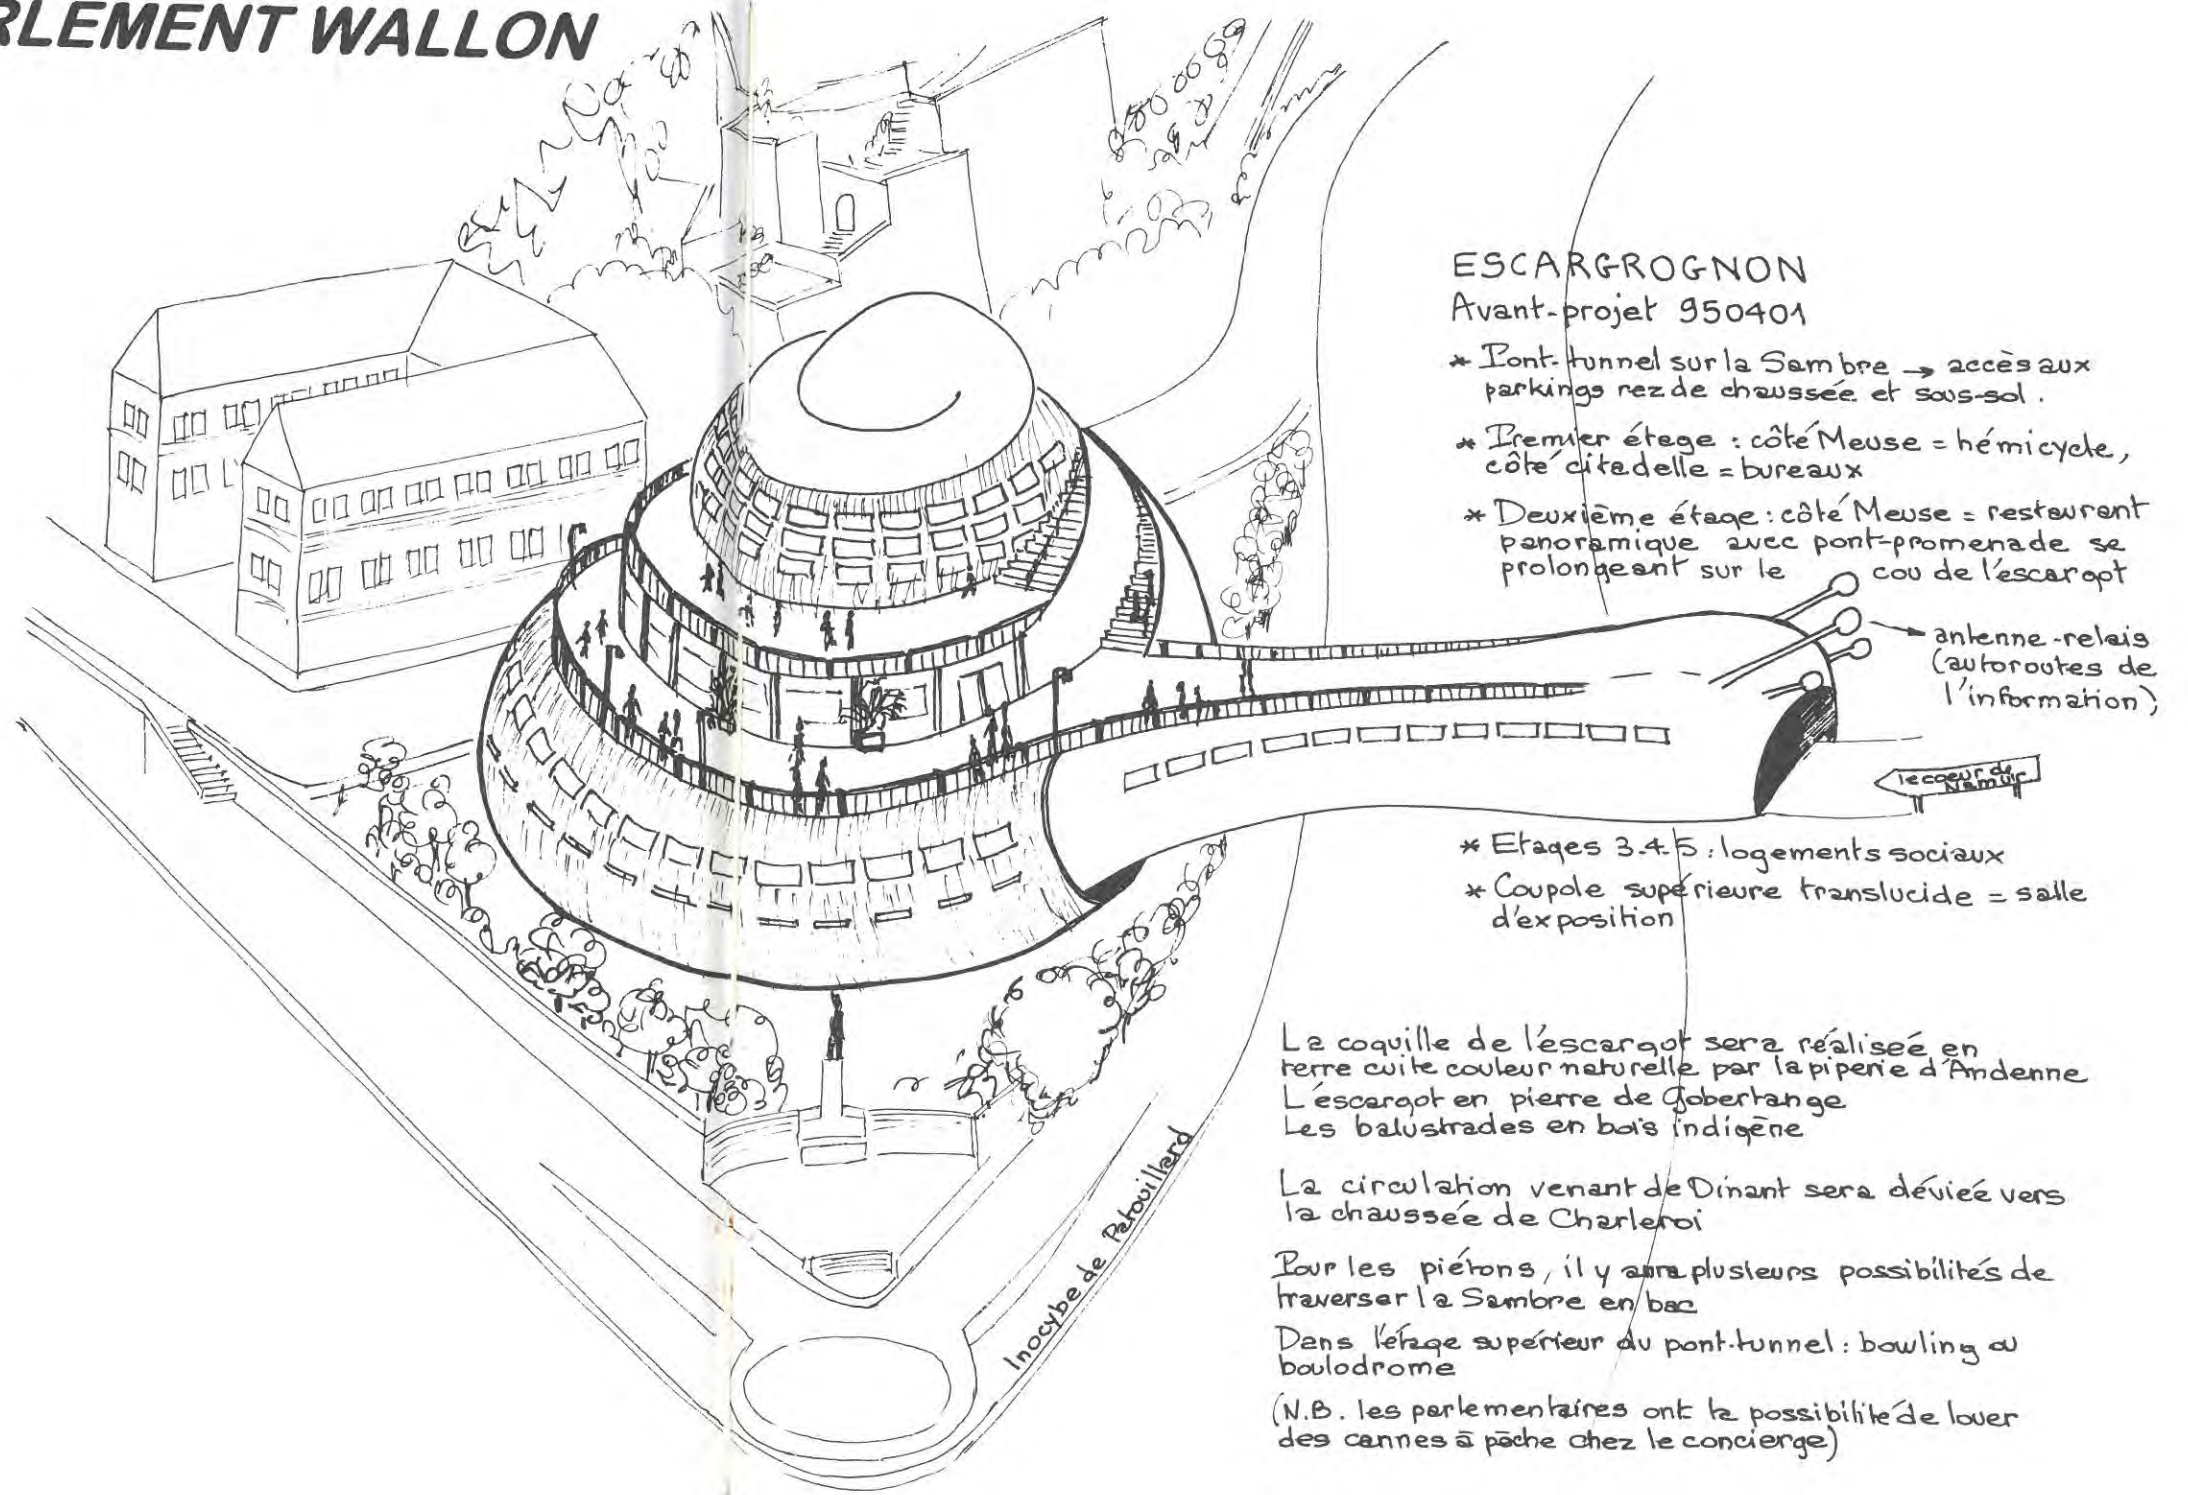 RLEMENT WALLON
ESCARGROGNON
Avant-projet 950401
* Pont-tunnel sur la Sambre → accès aux
parkings rez de chaussée et sous-sol.
* Premier étage : côté Meuse = hémicycle,
côté citadelle = bureaux
* Deuxième étage : côté Meuse = restaurant
panoramique avec pont-promenade se
prolongeant sur le cou de l'escargot
antenne-relais
(autoroutes de
l'information)
le coeur de
Namur
* Etages 3.4.5 : logements sociaux
* Coupole supérieure translucide = salle
d'exposition
La coquille de l'éscargot sera réalisée en
terre cuite couleur naturelle par la piperie d'Andenne
L'éscargot en pierre de Gobertange
Les balustrades en bois indigène
La circulation venant de Dinant sera déviée vers
la chaussée de Charleroi
Pour les piétons, il y aura plusieurs possibilités de
traverser la Sambre en bac
Dans l'étage supérieur du pont-tunnel : bowling ou
boulodrome
(N.B. les parlementaires ont la possibilité de louer
des cannes à pêche chez le concierge)
Inocybe de Patouillard